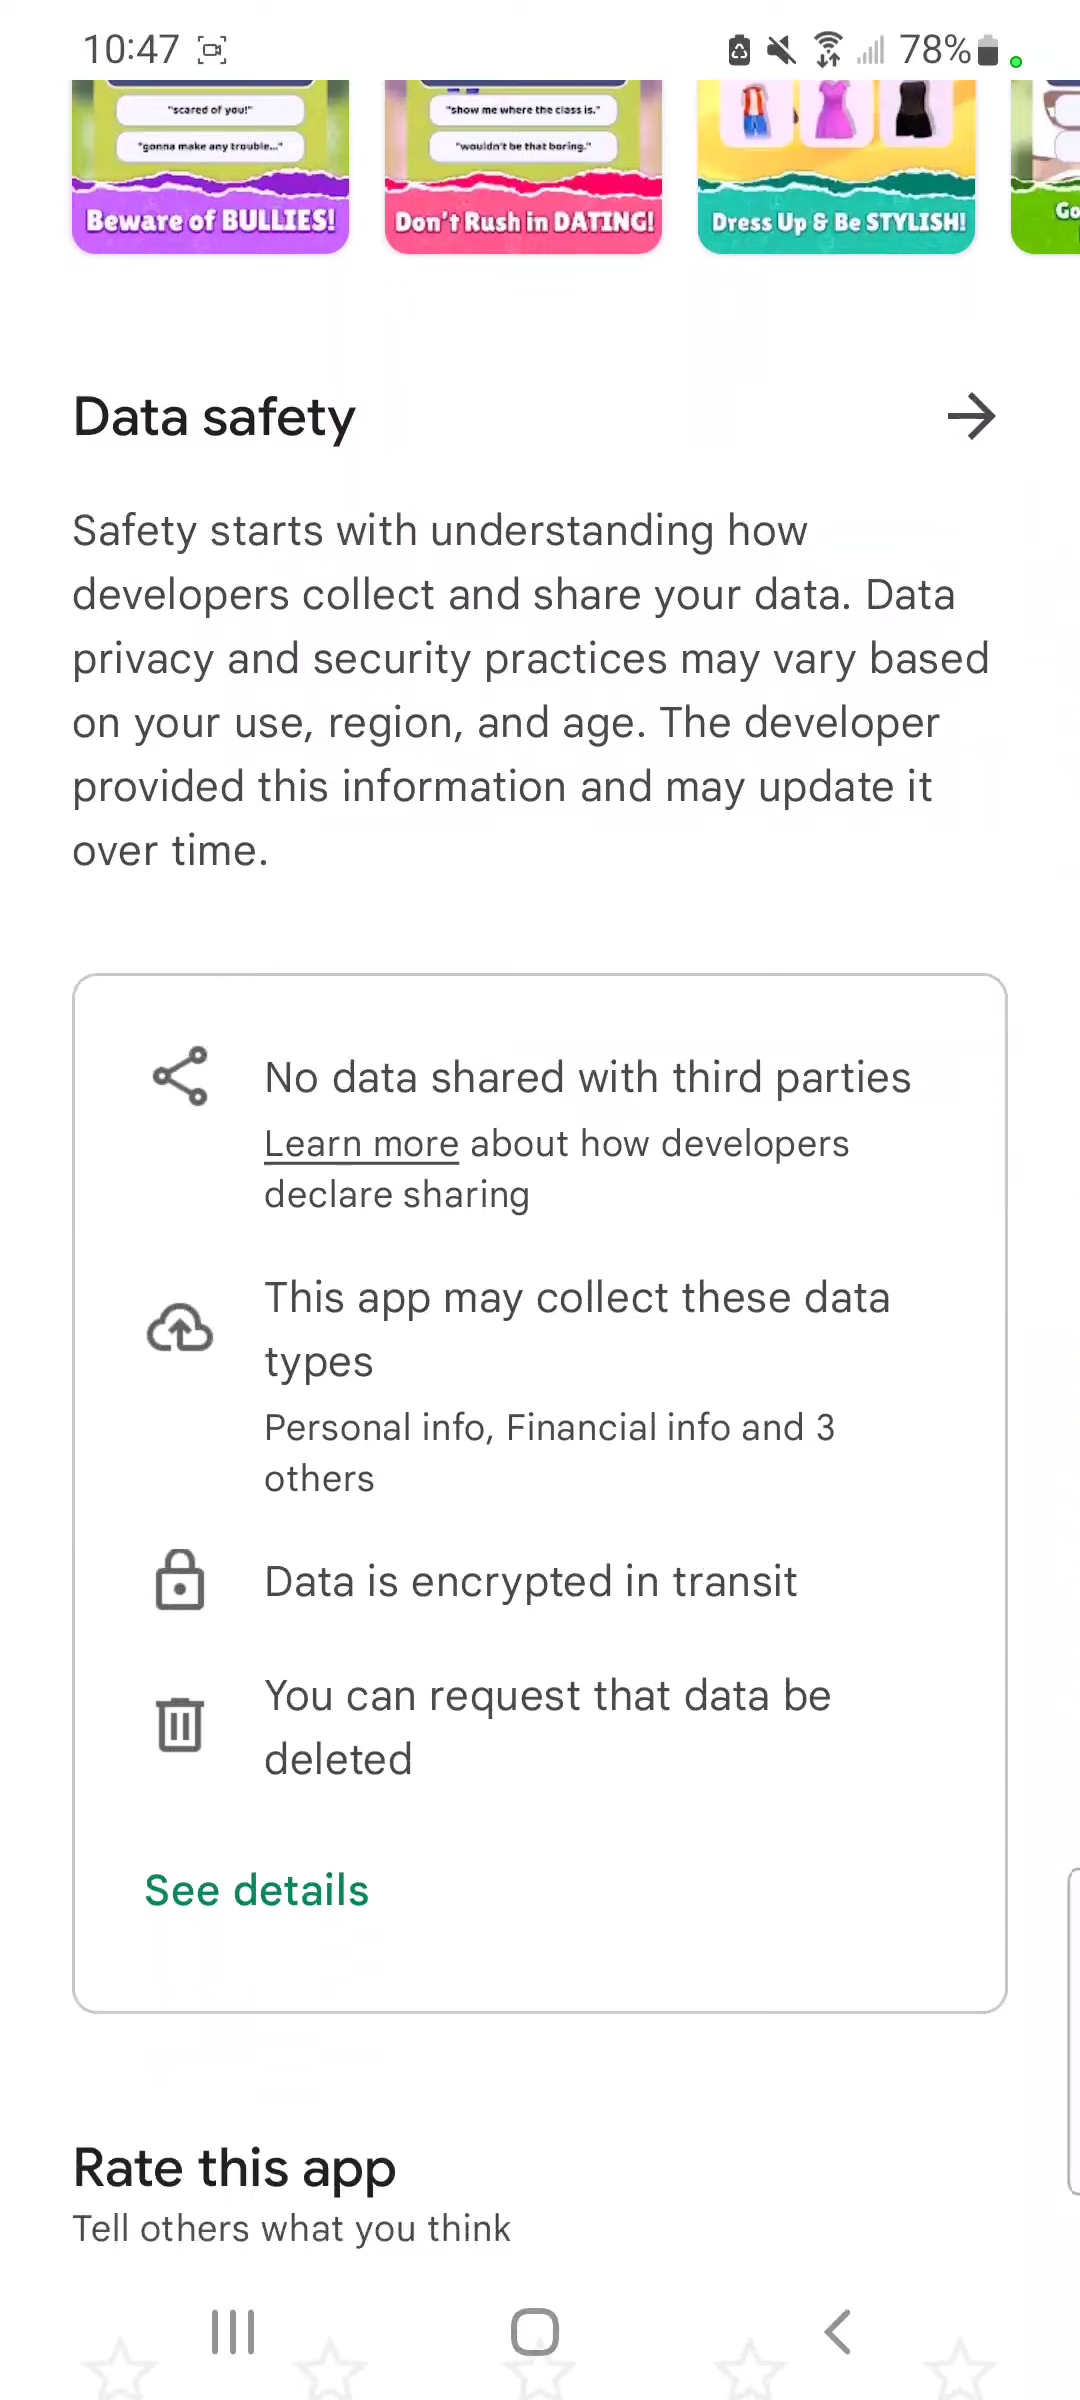 10:47
78%
"scared of you!"
"show me where the class is."
"gonna make any trouble..."
"wouldn't be that boring."
Beware of BULLIES!
Don't Rush in DATING!
Dress Up & Be STYLISH!
Go
Data safety
Safety starts with understanding how
developers collect and share your data. Data
privacy and security practices may vary based
on your use, region, and age. The developer
provided this information and may update it
over time.
No data shared with third parties
Learn more about how developers
declare sharing
This app may collect these data
types
Personal info, Financial info and 3
others
Data is encrypted in transit
You can request that data be
deleted
See details
Rate this app
Tell others what you think